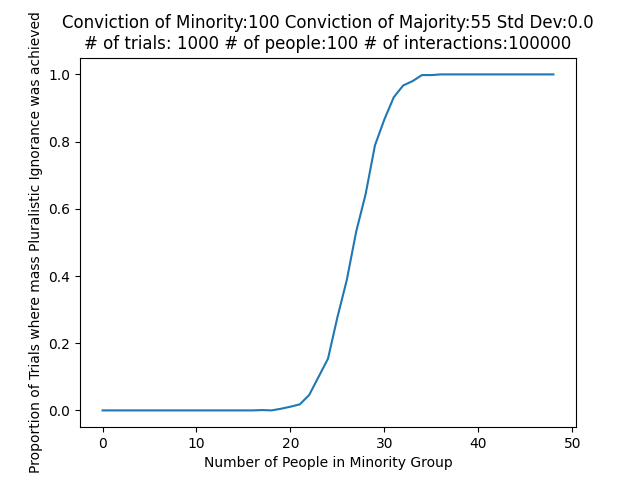 Conviction of Minority:100 Conviction of Majority:55 Std Dev:0.0
# of trials: 1000 # of people:100 # of interactions:100000
Proportion of Trials where mass Pluralistic Ignorance was achieved
1.0
0.8
0.6
0.4
0.2
0.0
0 10 20 30 40 50
Number of People in Minority Group